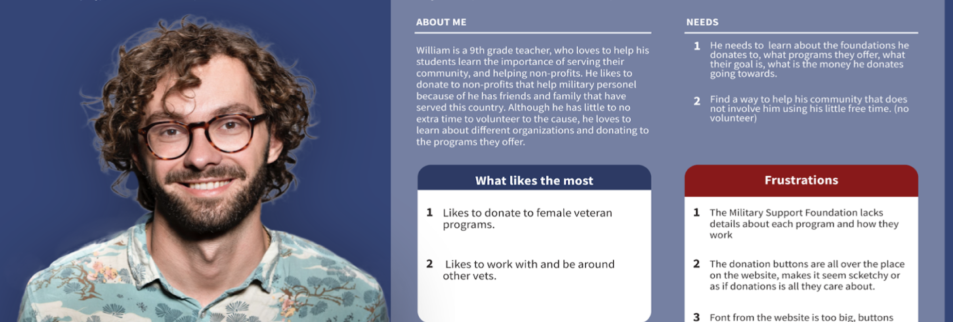 ABOUT ME
William is a 9th grade teacher, who loves to help his
students learn the importance of serving their
community, and helping non-profits. He likes to
donate to non-profits that help military personel
because of he has friends and family that have
served this country. Although he has little to no
extra time to volunteer to the cause, he loves to
learn about different organizations and donating to
the programs they offer.
NEEDS
1 He needs to learn about the foundations he
donates to, what programs they offer, what
their goal is, what is the money he donates
going towards.
2 Find a way to help his community that does
not involve him using his little free time. (no
volunteer)
What likes the most
1 Likes to donate to female veteran
programs.
2 Likes to work with and be around
other vets.
Frustrations
1 The Military Support Foundation lacks
details about each program and how they
work
2 The donation buttons are all over the place
on the website, makes it seem scketchy or
as if donations is all they care about.
3 Font from the website is too big, buttons